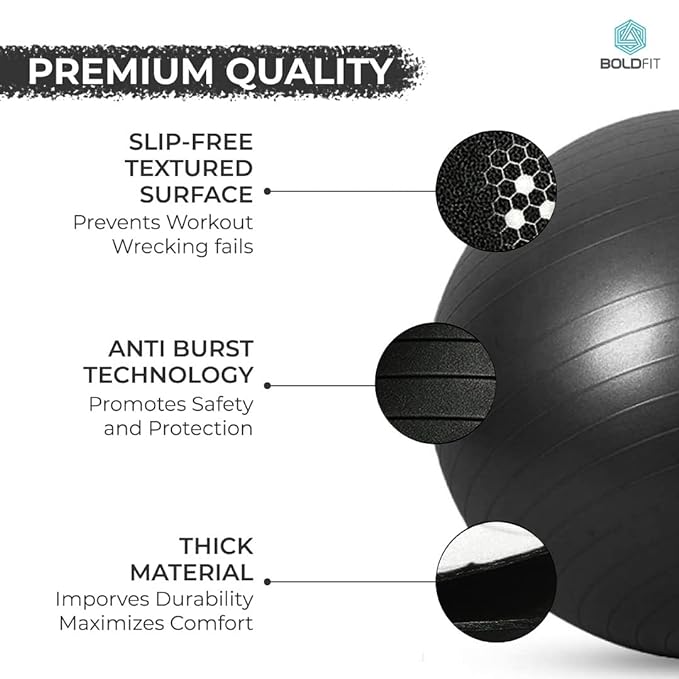 PREMIUM QUALITY
BOLDFIT
SLIP-FREE
TEXTURED
SURFACE
Prevents Workout
Wrecking fails
ANTI BURST
TECHNOLOGY
Promotes Safety
and Protection
THICK
MATERIAL
Imporves Durability
Maximizes Comfort